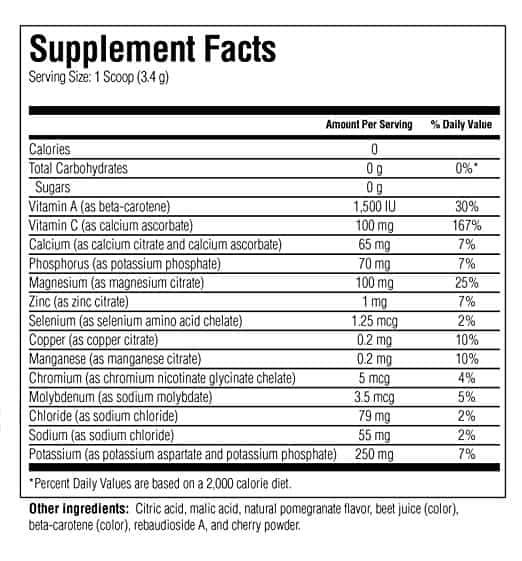 Supplement Facts
Serving Size: 1 Scoop (3.4 g)
Amount Per Serving % Daily Value
Calories 0
Total Carbohydrates 0 g 0%*
Sugars 0 g
Vitamin A (as beta-carotene) 1,500 IU 30%
Vitamin C (as calcium ascorbate) 100 mg 167%
Calcium (as calcium citrate and calcium ascorbate) 65 mg 7%
Phosphorus (as potassium phosphate) 70 mg 7%
Magnesium (as magnesium citrate) 100 mg 25%
Zinc (as zinc citrate) 1 mg 7%
Selenium (as selenium amino acid chelate) 1.25 mcg 2%
Copper (as copper citrate) 0.2 mg 10%
Manganese (as manganese citrate) 0.2 mg 10%
Chromium (as chromium nicotinate glycinate chelate) 5 mcg 4%
Molybdenum (as sodium molybdate) 3.5 mcg 5%
Chloride (as sodium chloride) 79 mg 2%
Sodium (as sodium chloride) 55 mg 2%
Potassium (as potassium aspartate and potassium phosphate) 250 mg 7%
*Percent Daily Values are based on a 2,000 calorie diet.
Other ingredients: Citric acid, malic acid, natural pomegranate flavor, beet juice (color),
beta-carotene (color), rebaudioside A, and cherry powder.